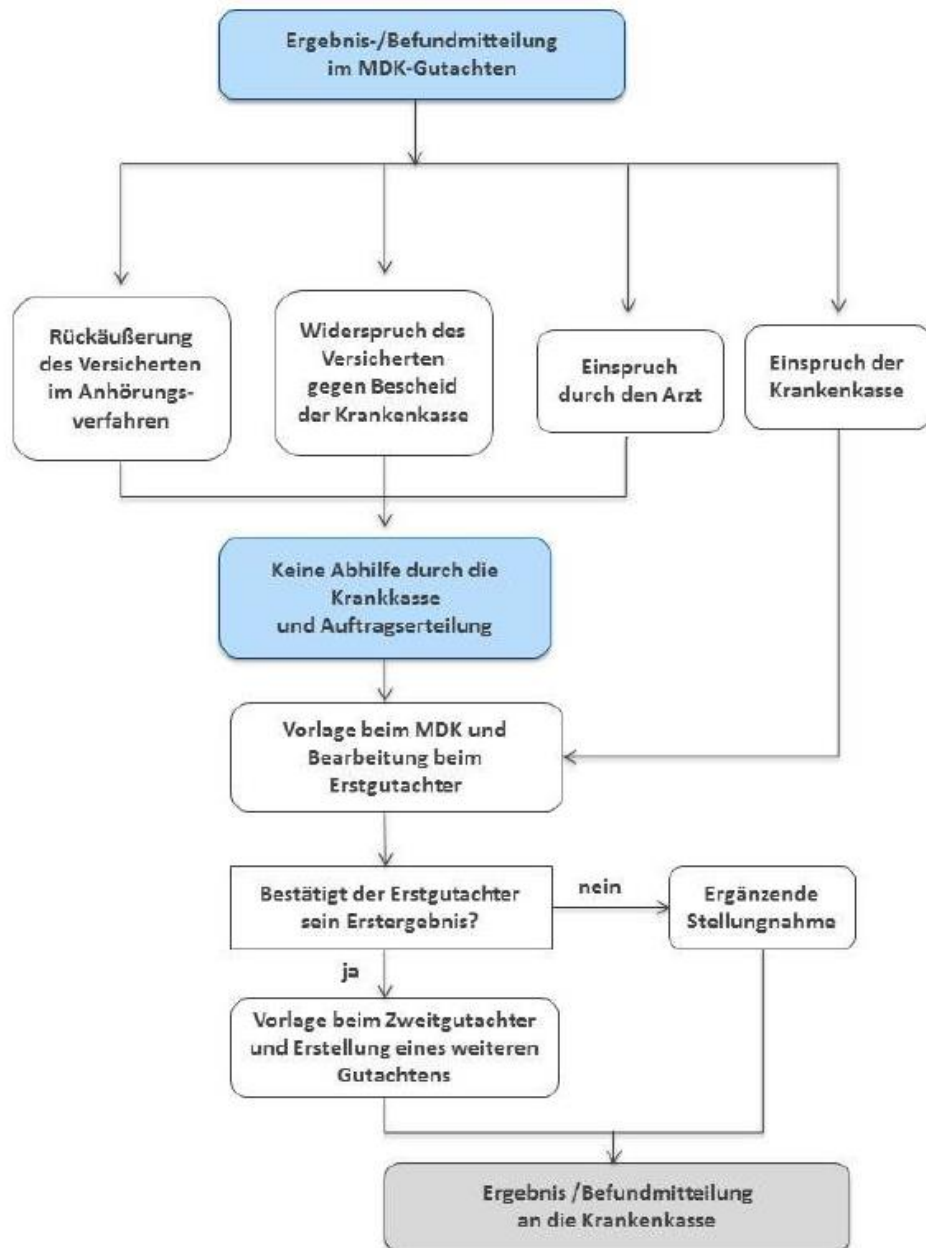 Ergebnis-/Befundmitteilung
im MDK-Gutachten
Rückäußerung
des Versicherten
im Anhörungs-
verfahren
Widerspruch des
Versicherten
gegen Bescheid
der Krankenkasse
Einspruch
durch den Arzt
Einspruch der
Krankenkasse
Keine Abhilfe durch die
Krankkasse
und Auftragserteilung
Vorlage beim MDK und
Bearbeitung beim
Erstgutachter
Bestätigt der Erstgutachter
sein Erstergebnis?
nein
Ergänzende
Stellungnahme
ja
Vorlage beim Zweitgutachter
und Erstellung eines weiteren
Gutachtens
Ergebnis /Befundmitteilung
an die Krankenkasse